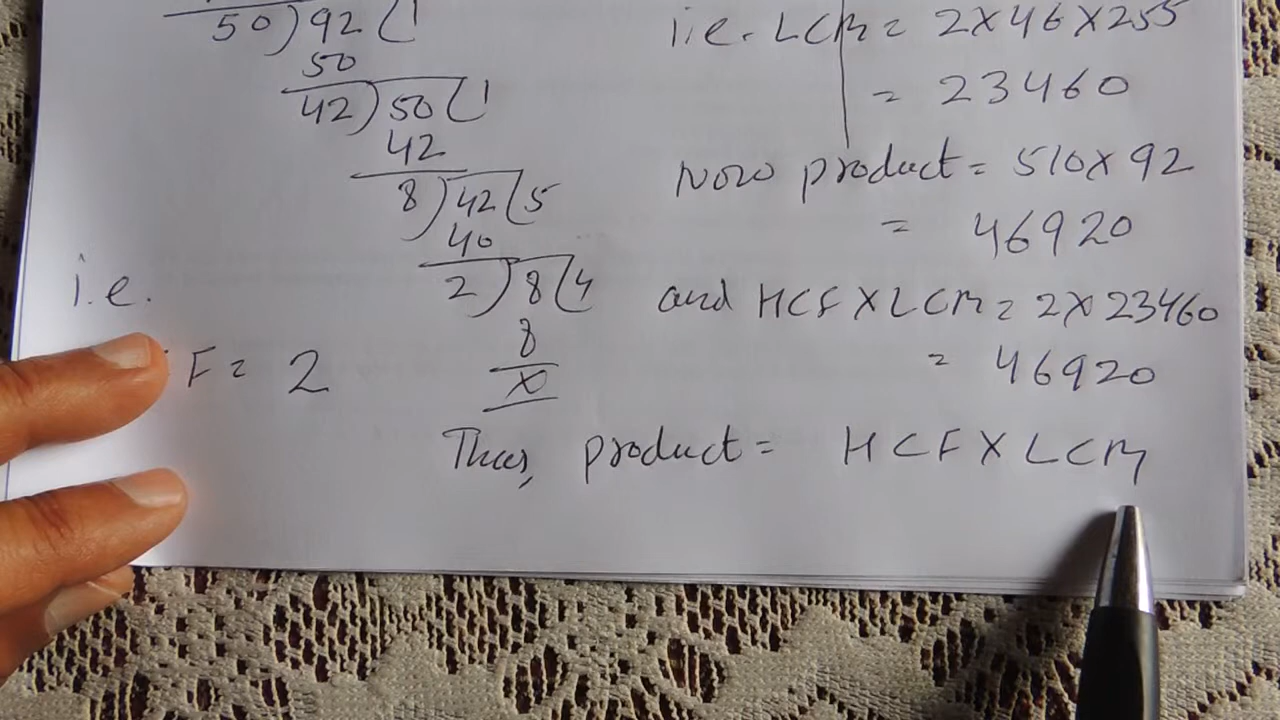 50)92(1
50
42)50(1
42
8)42(5
40
2)8(4
8
x
i.e.
F = 2
i.e. LCM = 2X46X255
= 23460
Now product = 510X92
= 46920
and HCF X LCM = 2X23460
= 46920
Thus, product = HCF X LCM